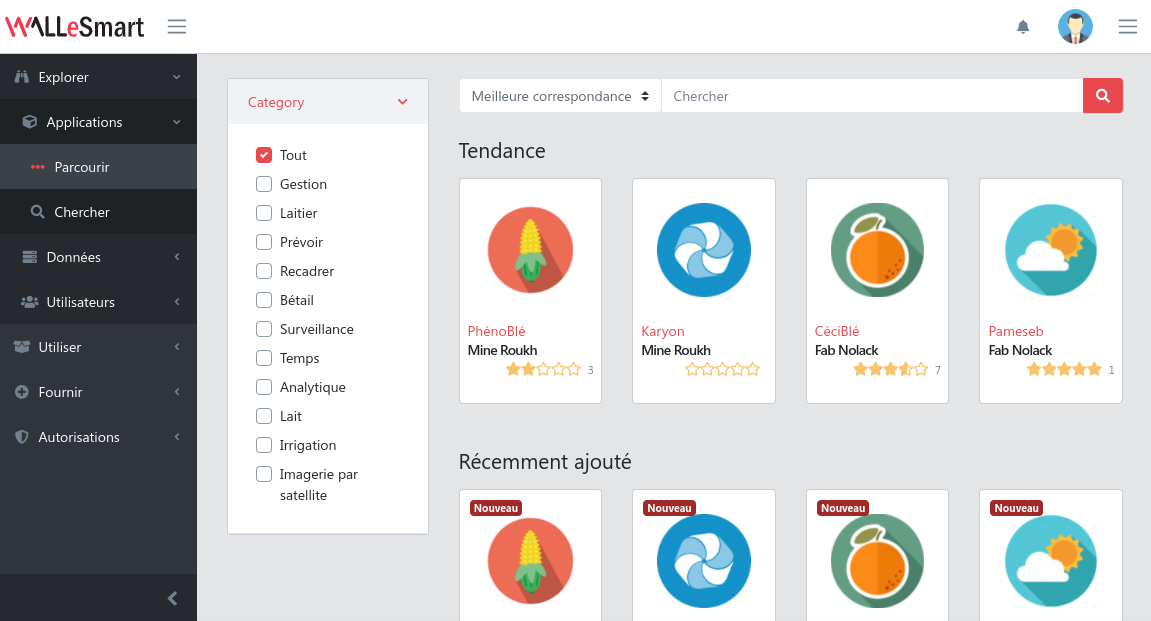 WALLeSmart
Explorer
Applications
Parcourir
Chercher
Données
Utilisateurs
Utiliser
Fournir
Autorisations
Category
Tout
Gestion
Laitier
Prévoir
Recadrer
Bétail
Surveillance
Temps
Analytique
Lait
Irrigation
Imagerie par
satellite
Meilleure correspondance
Chercher
Tendance
PhénoBlé
Mine Roukh
3
Karyon
Mine Roukh
CéciBlé
Fab Nolack
7
Pameseb
Fab Nolack
1
Récemment ajouté
Nouveau
Nouveau
Nouveau
Nouveau